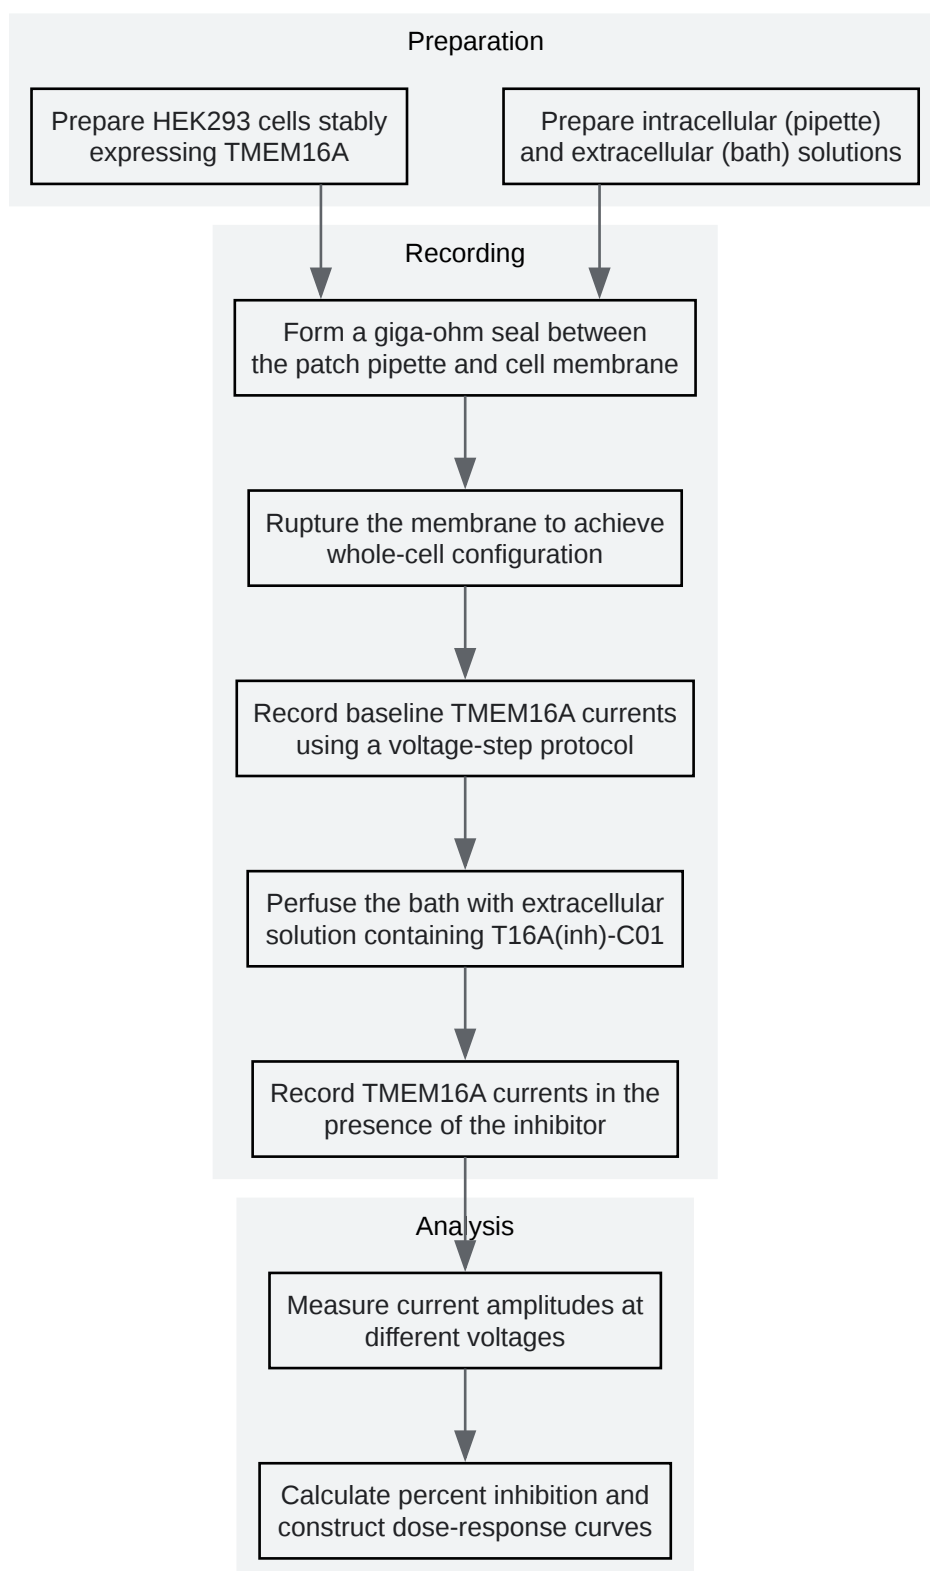 Preparation
Prepare HEK293 cells stably
expressing TMEM16A
Prepare intracellular (pipette)
and extracellular (bath) solutions
Recording
Form a giga-ohm seal between
the patch pipette and cell membrane
Rupture the membrane to achieve
whole-cell configuration
Record baseline TMEM16A currents
using a voltage-step protocol
Perfuse the bath with extracellular
solution containing T16A(inh)-C01
Record TMEM16A currents in the
presence of the inhibitor
Analysis
Measure current amplitudes at
different voltages
Calculate percent inhibition and
construct dose-response curves